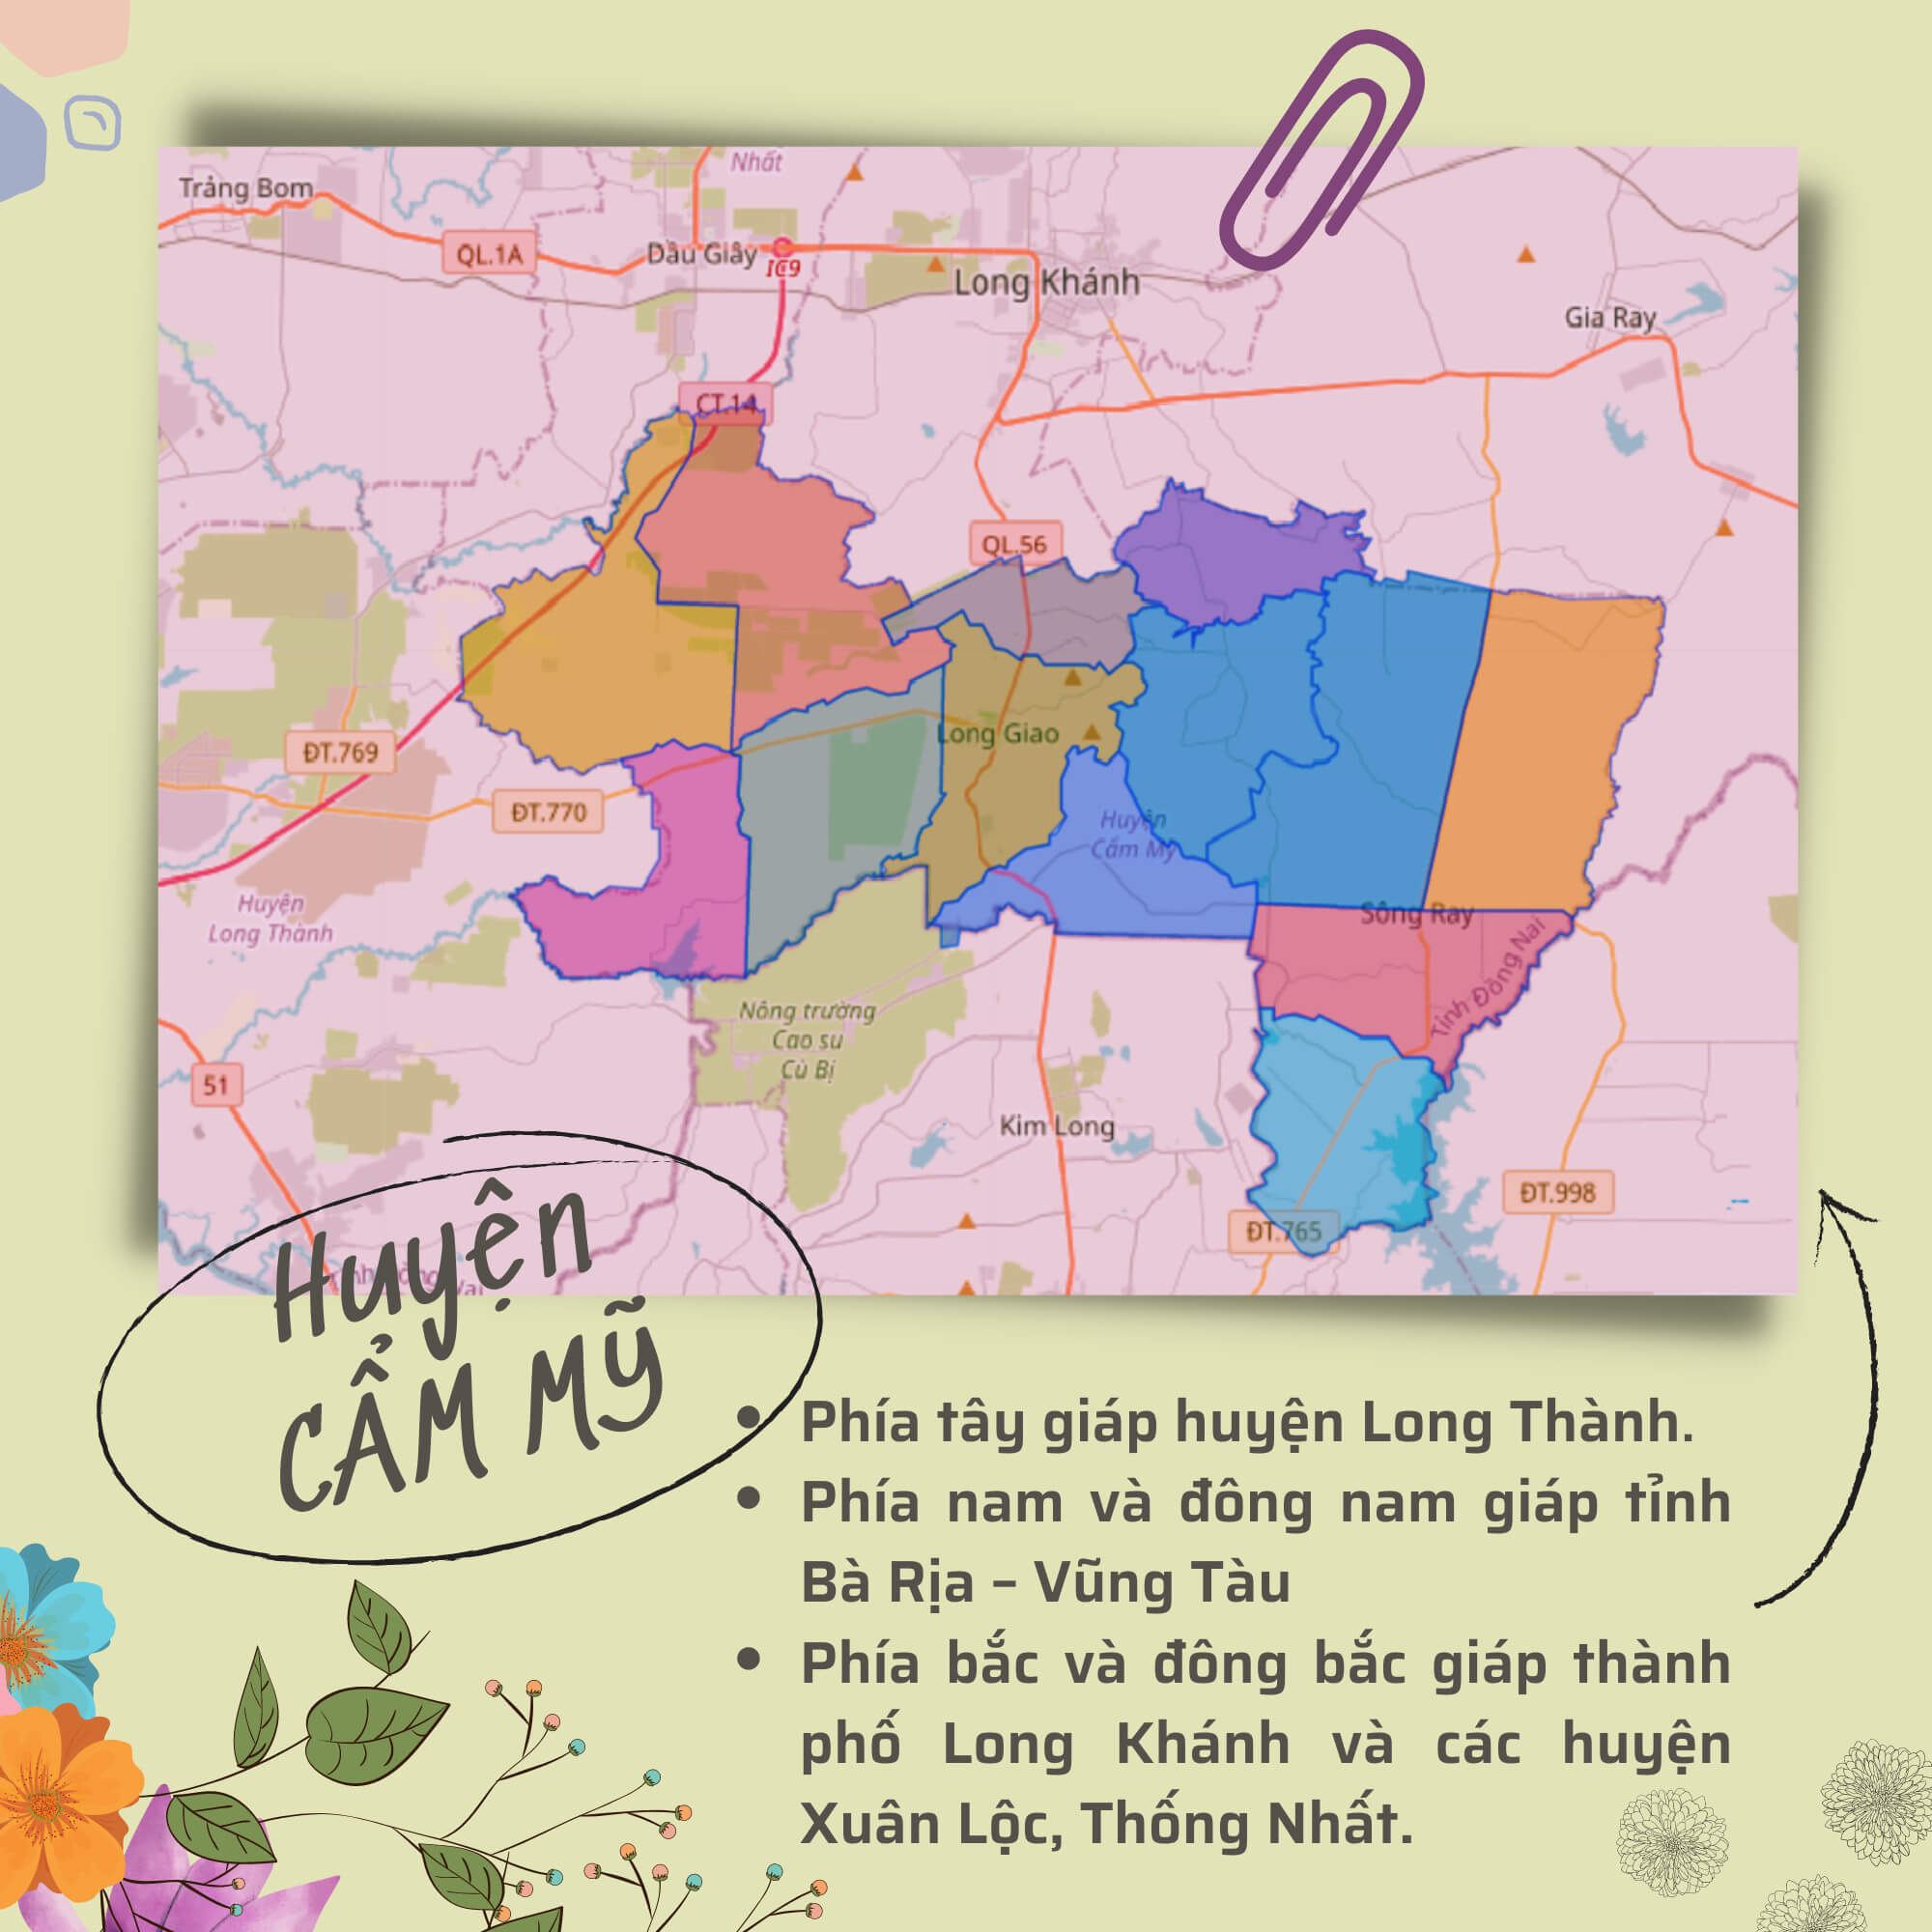 Nhất
Trảng Bom
QL.1A
Dầu Giây
IC9
Long Khánh
Gia Ray
CT.14
QL.56
ĐT.769
Long Giao
ĐT.770
Huyện
Cẩm Mỹ
Huyện
Long Thành
Sông Ray
Tỉnh Đồng Nai
Nông trường
Cao su
Cù Bị
51
Kim Long
ĐT.998
ĐT.765
Huyện
CẨM MỸ
• Phía tây giáp huyện Long Thành.
• Phía nam và đông nam giáp tỉnh
Bà Rịa – Vũng Tàu
• Phía bắc và đông bắc giáp thành
phố Long Khánh và các huyện
Xuân Lộc, Thống Nhất.